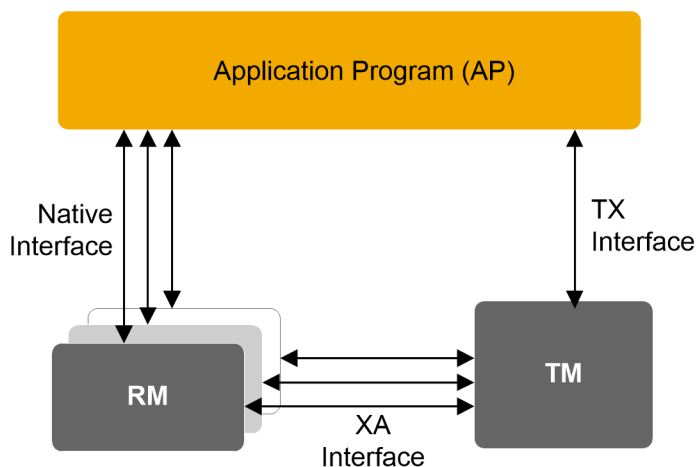 Application Program (AP)
Native
Interface
TX
Interface
RM
TM
XA
Interface